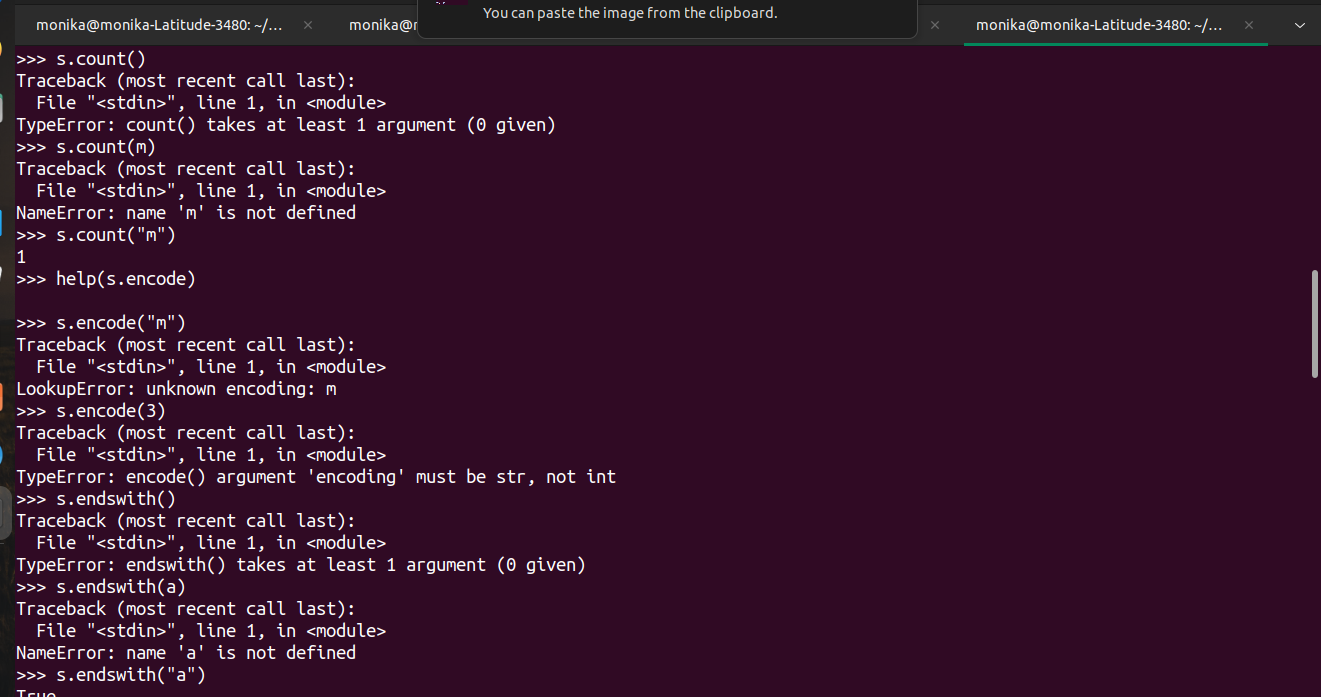 You can paste the image from the clipboard.
monika@monika-Latitude-3480: ~/...
monika@
monika@monika-Latitude-3480: ~/...
>>> s.count()
Traceback (most recent call last):
  File "<stdin>", line 1, in <module>
TypeError: count() takes at least 1 argument (0 given)
>>> s.count(m)
Traceback (most recent call last):
  File "<stdin>", line 1, in <module>
NameError: name 'm' is not defined
>>> s.count("m")
1
>>> help(s.encode)
>>> s.encode("m")
Traceback (most recent call last):
  File "<stdin>", line 1, in <module>
LookupError: unknown encoding: m
>>> s.encode(3)
Traceback (most recent call last):
  File "<stdin>", line 1, in <module>
TypeError: encode() argument 'encoding' must be str, not int
>>> s.endswith()
Traceback (most recent call last):
  File "<stdin>", line 1, in <module>
TypeError: endswith() takes at least 1 argument (0 given)
>>> s.endswith(a)
Traceback (most recent call last):
  File "<stdin>", line 1, in <module>
NameError: name 'a' is not defined
>>> s.endswith("a")
True